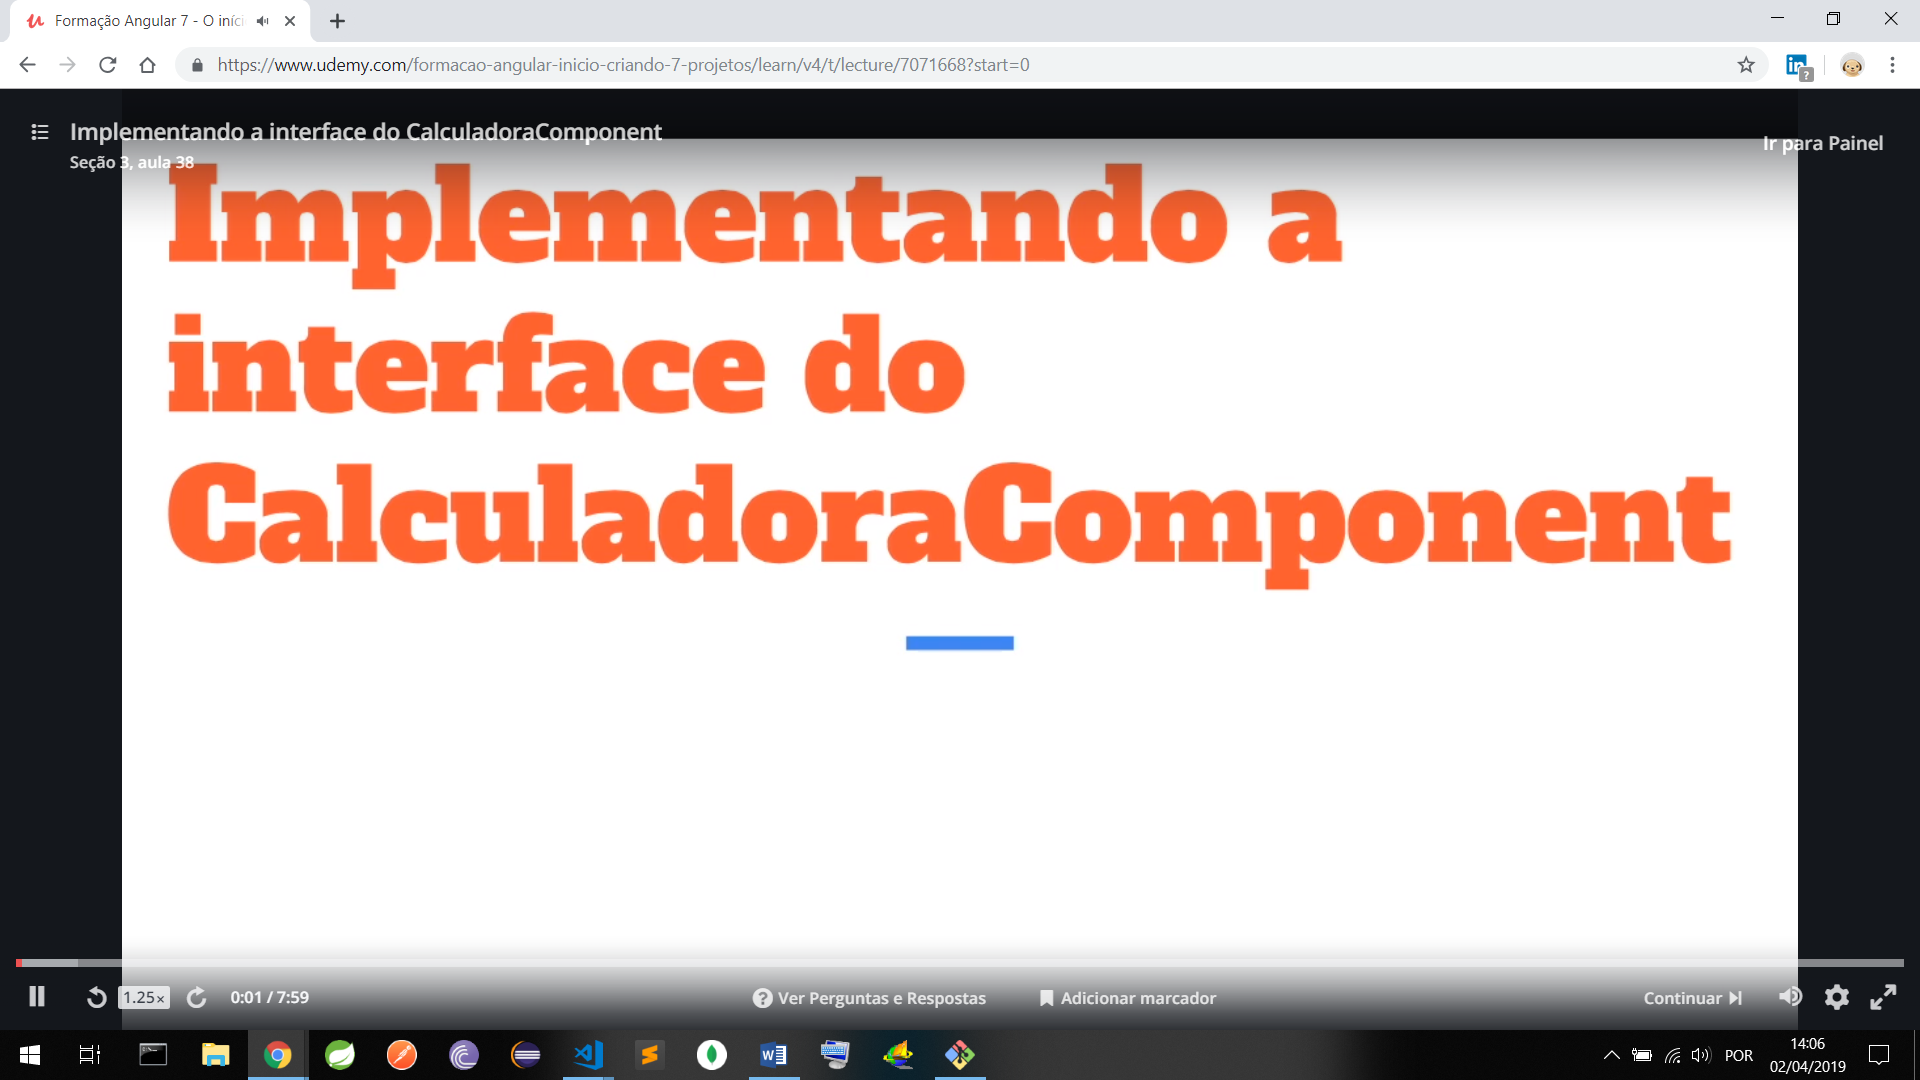 Formação Angular 7 - O iníci
https://www.udemy.com/formacao-angular-inicio-criando-7-projetos/learn/v4/t/lecture/7071668?start=0
Implementando a interface do CalculadoraComponent
Seção 3, aula 38
Ir para Painel
Implementando a
interface do
CalculadoraComponent
1.25x
0:01 / 7:59
Ver Perguntas e Respostas
Adicionar marcador
Continuar
POR
14:06
02/04/2019